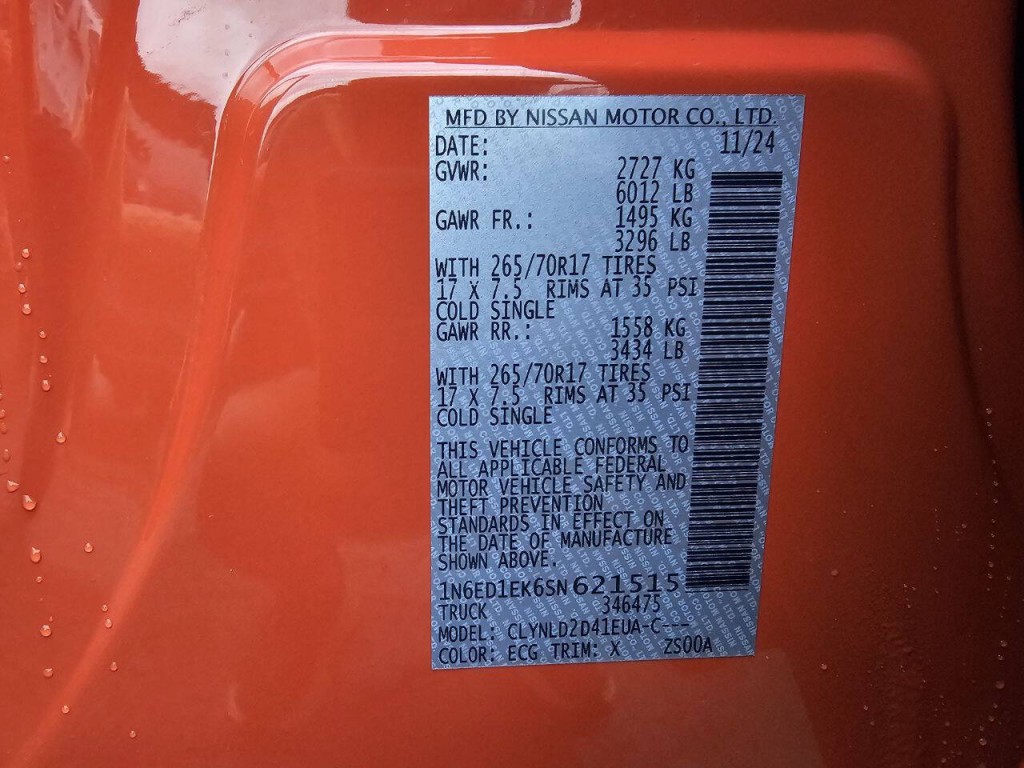 MFD BY NISSAN MOTOR CO., LTD.
DATE: 11/24
GVWR: 2727 KG
6012 LB
GAWR FR.: 1495 KG
3296 LB
WITH 265/70R17 TIRES
17 X 7.5 RIMS AT 35 PSI
COLD SINGLE
GAWR RR.: 1558 KG
3434 LB
WITH 265/70R17 TIRES
17 X 7.5 RIMS AT 35 PSI
COLD SINGLE
THIS VEHICLE CONFORMS TO
ALL APPLICABLE FEDERAL
MOTOR VEHICLE SAFETY AND
THEFT PREVENTION
STANDARDS IN EFFECT ON
THE DATE OF MANUFACTURE
SHOWN ABOVE.
1N6ED1EK6SN621515
TRUCK 346475
MODEL: CLYNLD2D41EUA-C---
COLOR: ECG TRIM: X ZS00A